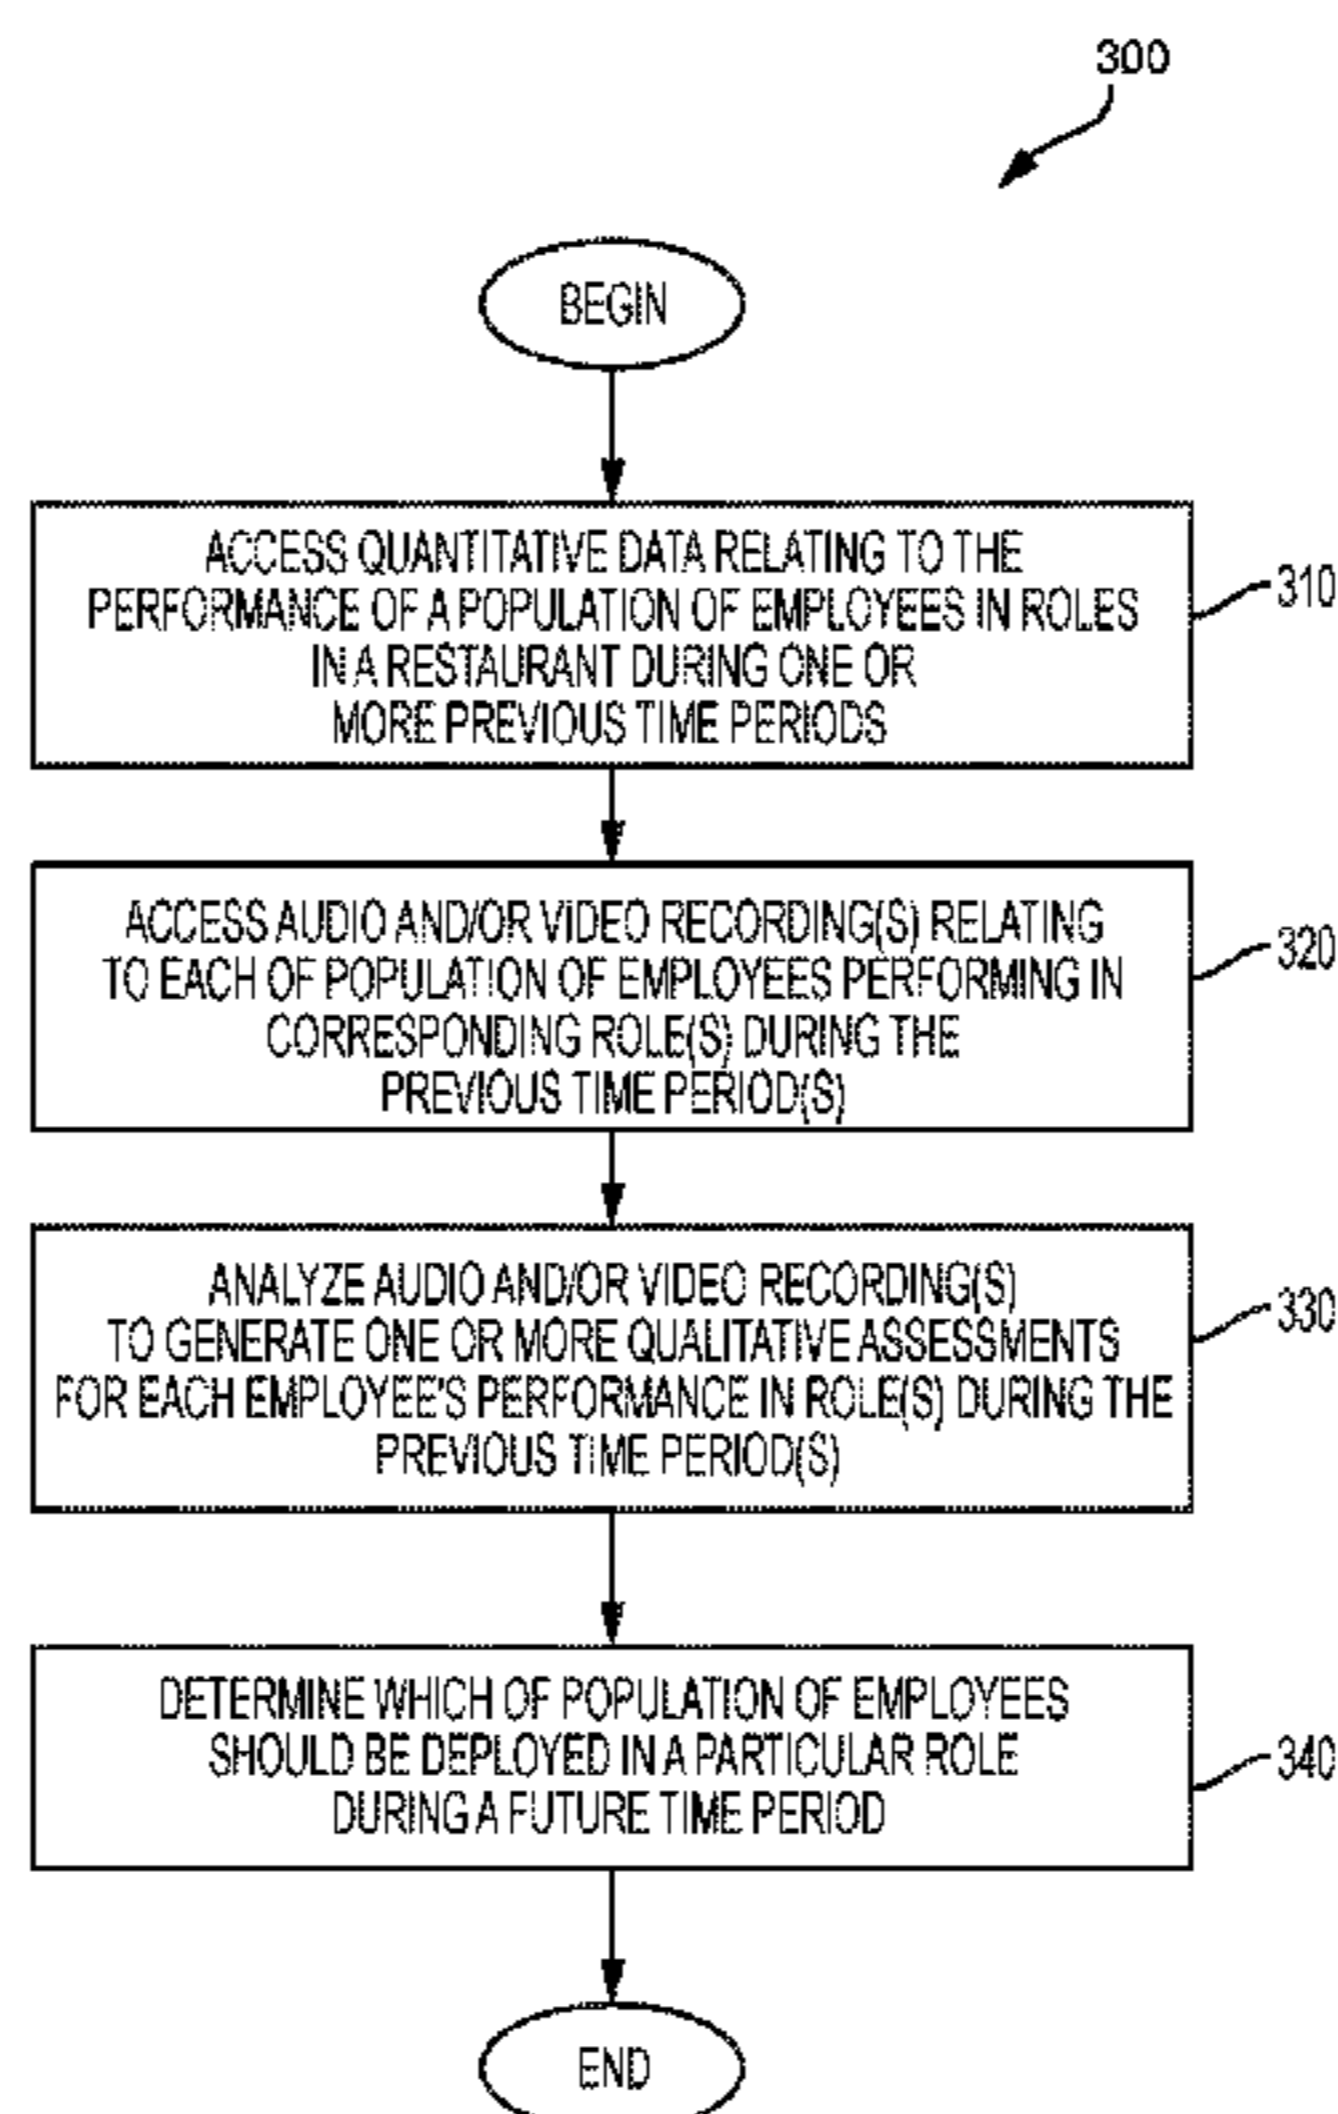 300
BEGIN
ACCESS QUANTITATIVE DATA RELATING TO THE
PERFORMANCE OF A POPULATION OF EMPLOYEES IN ROLES
IN A RESTAURANT DURING ONE OR
MORE PREVIOUS TIME PERIODS
310
ACCESS AUDIO AND/OR VIDEO RECORDING(S) RELATING
TO EACH OF POPULATION OF EMPLOYEES PERFORMING IN
CORRESPONDING ROLE(S) DURING THE
PREVIOUS TIME PERIOD(S)
320
ANALYZE AUDIO AND/OR VIDEO RECORDING(S)
TO GENERATE ONE OR MORE QUALITATIVE ASSESSMENTS
FOR EACH EMPLOYEE'S PERFORMANCE IN ROLE(S) DURING THE
PREVIOUS TIME PERIOD(S)
330
DETERMINE WHICH OF POPULATION OF EMPLOYEES
SHOULD BE DEPLOYED IN A PARTICULAR ROLE
DURING A FUTURE TIME PERIOD
340
END